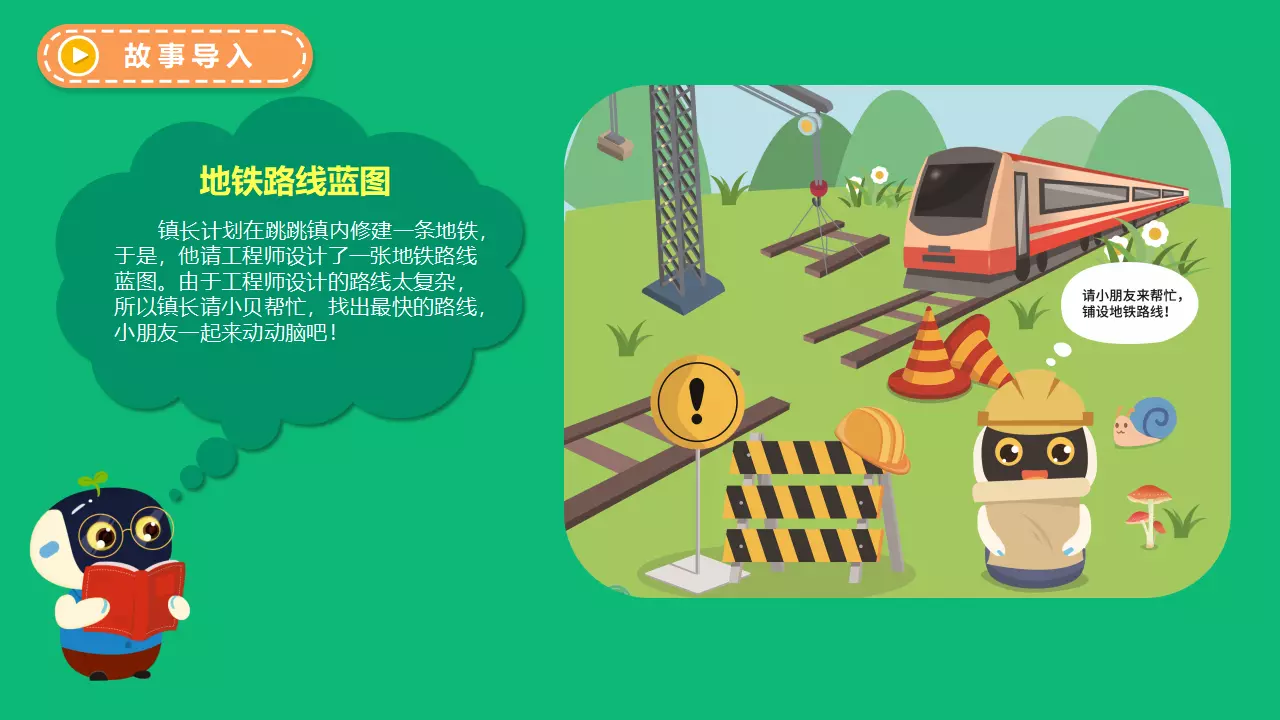 故事导入
地铁路线蓝图
镇长计划在跳跳镇内修建一条地铁，
于是，他请工程师设计了一张地铁路线
蓝图。由于工程师设计的路线太复杂，
所以镇长请小贝帮忙，找出最快的路线，
小朋友一起来动动脑吧！
请小朋友来帮忙，
铺设地铁路线！